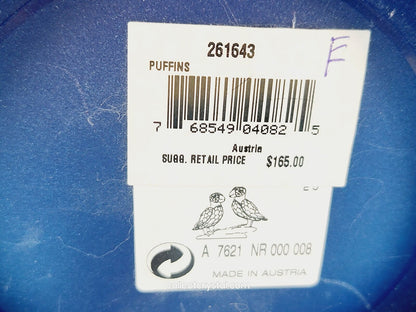 261643
F
PUFFINS
7 68549 04082 5
Austria
SUGG. RETAIL PRICE $165.00
A 7621 NR 000 008
MADE IN AUSTRIA